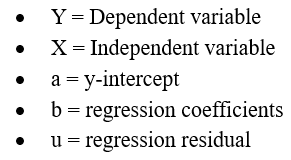 • Y = Dependent variable
• X = Independent variable
• a = y-intercept
• b = regression coefficients
• u = regression residual